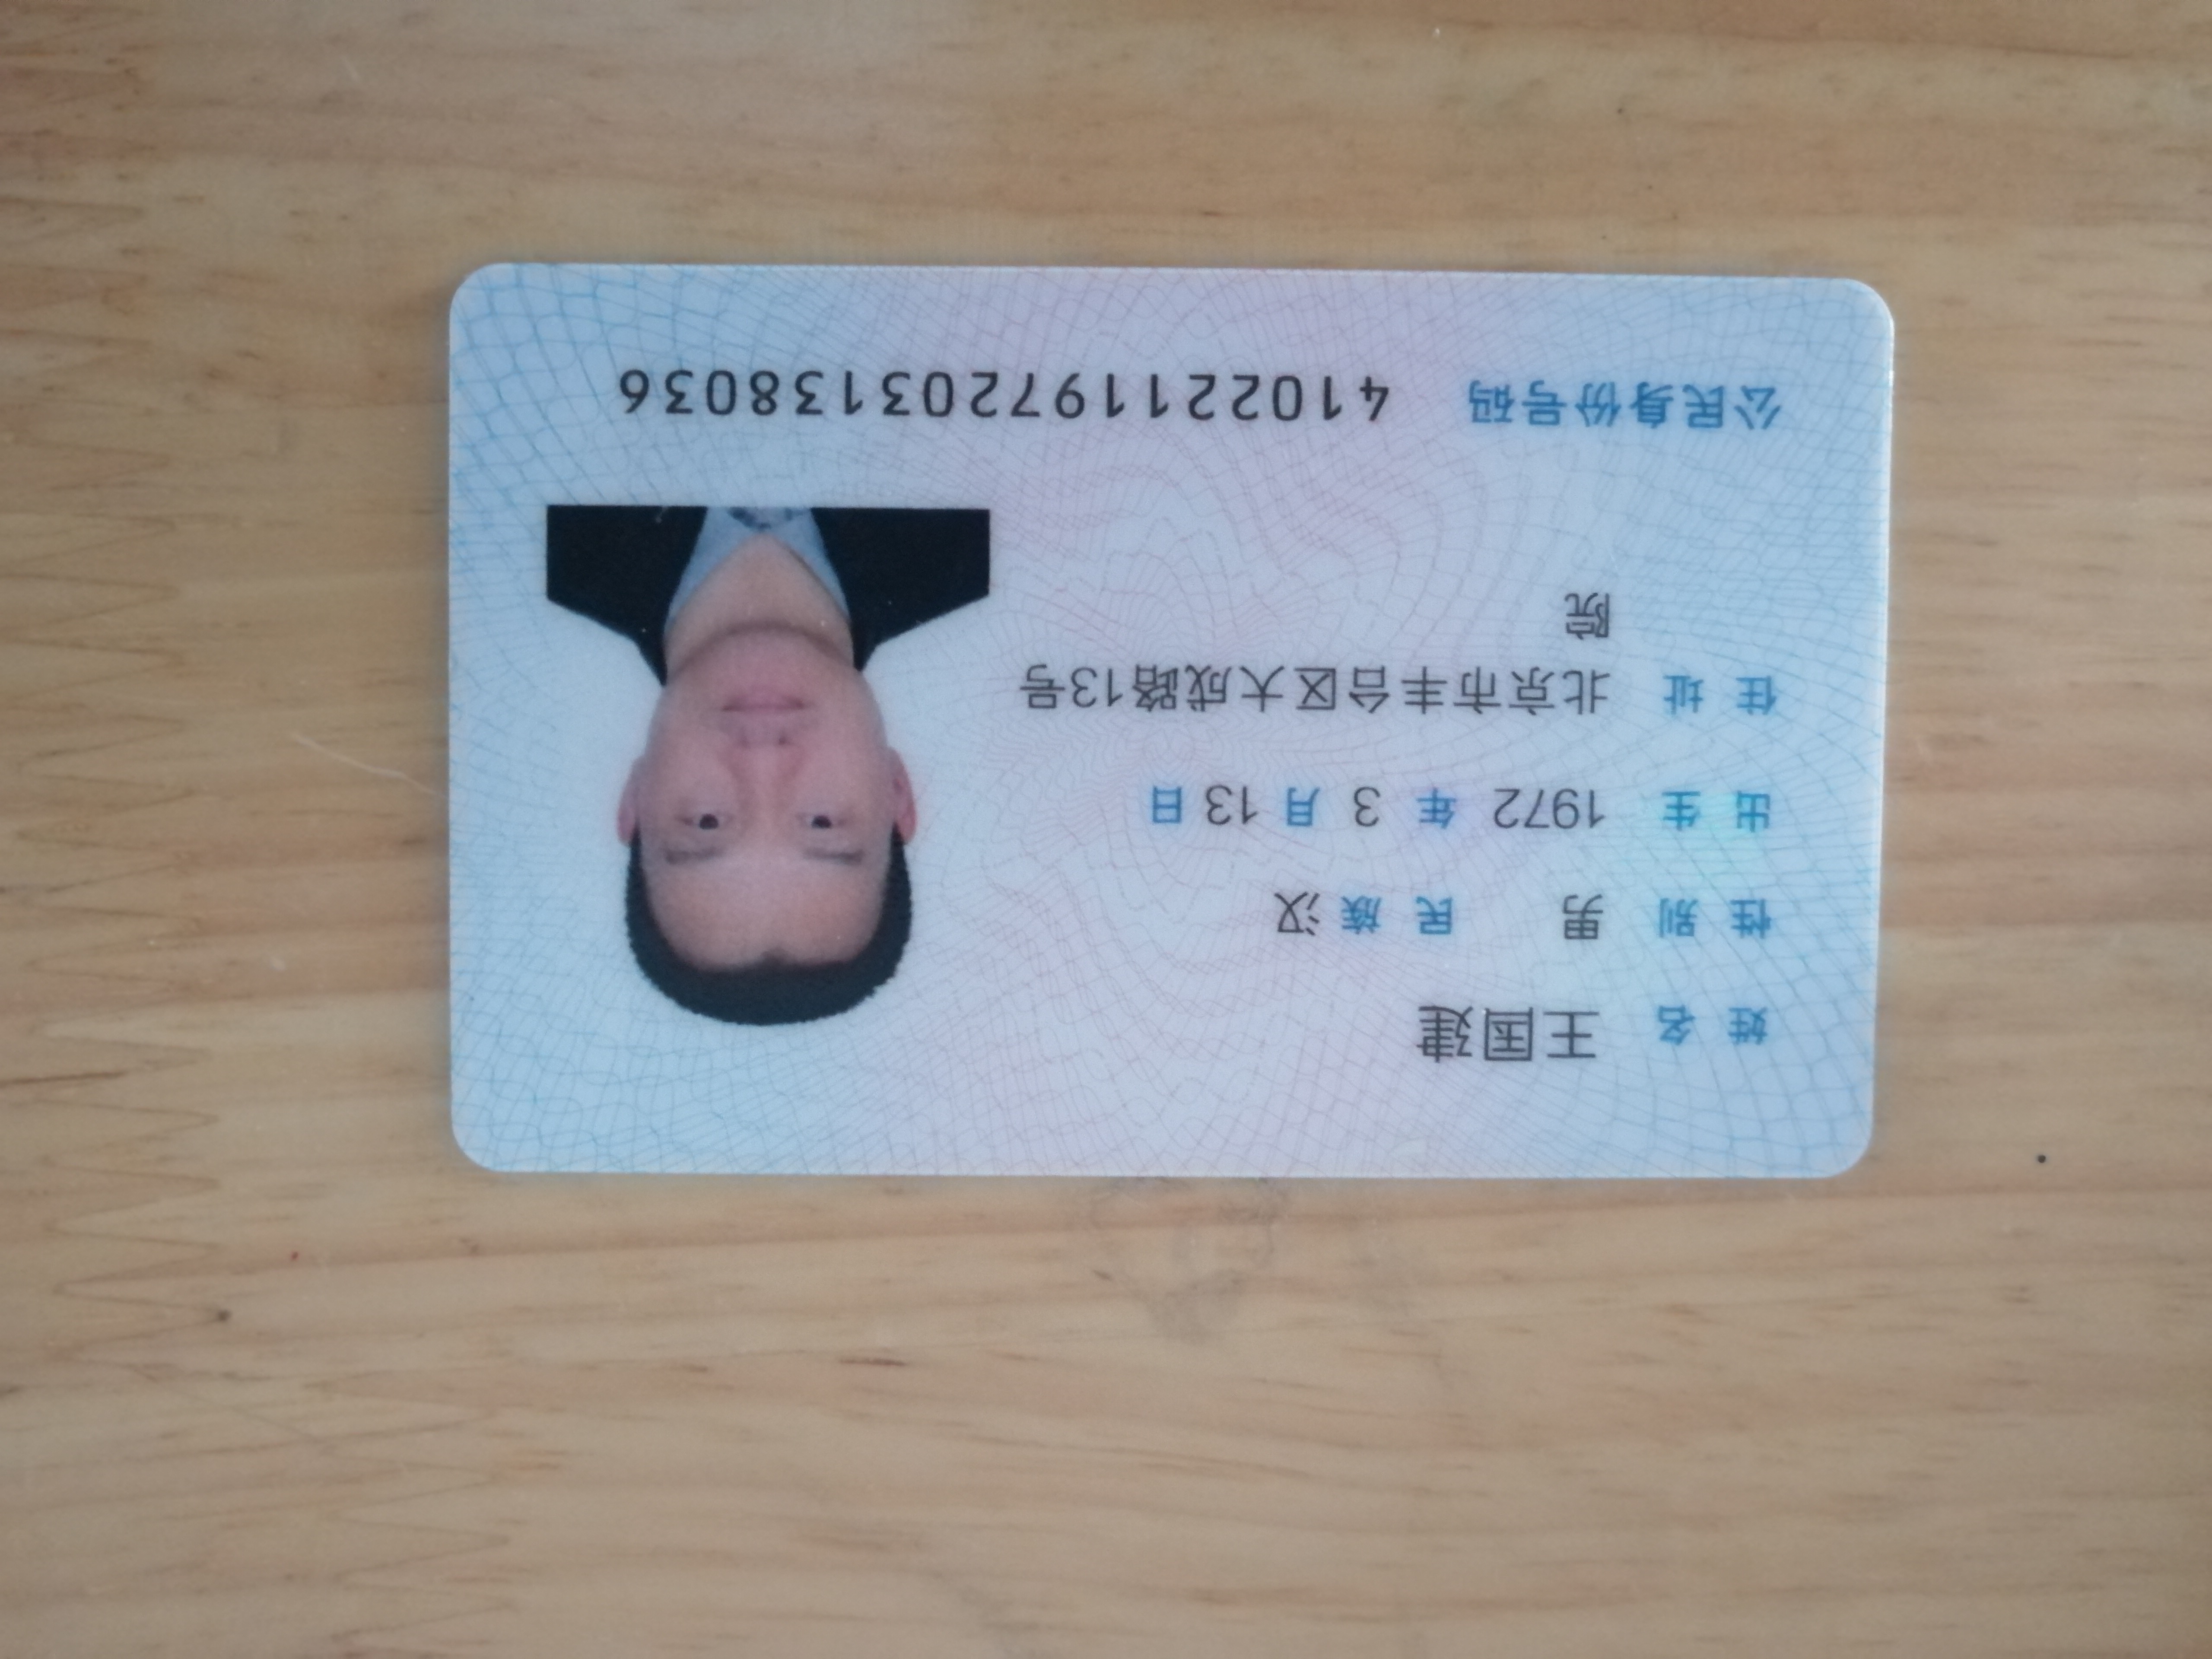 姓名 王国建
性别 男 民族 汉
出生 1972 年 3 月 13 日
住址 北京市丰台区大成路13号
院
公民身份号码 410221197203138036